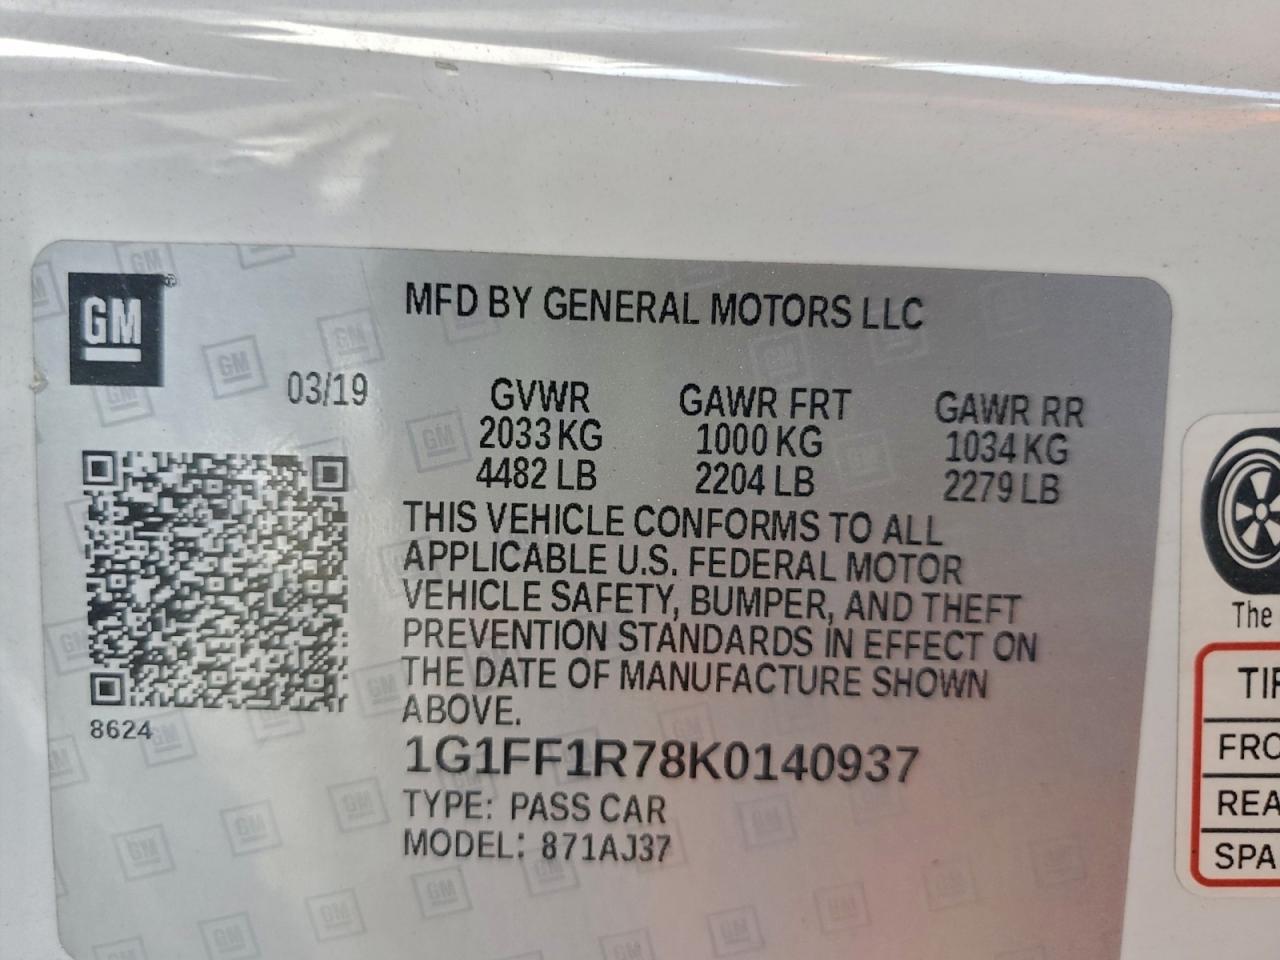 GM
MFD BY GENERAL MOTORS LLC
03/19
GVWR GAWR FRT GAWR RR
2033 KG 1000 KG 1034 KG
4482 LB 2204 LB 2279 LB
THIS VEHICLE CONFORMS TO ALL
APPLICABLE U.S. FEDERAL MOTOR
VEHICLE SAFETY, BUMPER, AND THEFT
PREVENTION STANDARDS IN EFFECT ON
THE DATE OF MANUFACTURE SHOWN
ABOVE.
8624
1G1FF1R78K0140937
TYPE: PASS CAR
MODEL: 871AJ37
The
TIR
FRO
REA
SPA